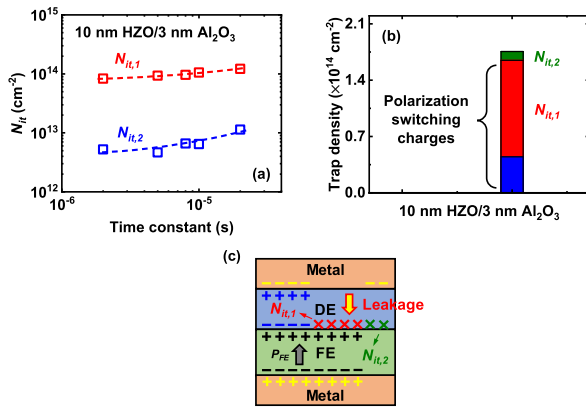 10 nm HZO/3 nm Al₂O₃
N_it,1
N_it,2
(a)
N_it (cm⁻²)
10¹⁵
10¹⁴
10¹³
10¹²
10⁻⁶
10⁻⁵
Time constant (s)
(b)
Trap density (×10¹⁴ cm⁻²)
2.1
1.4
0.7
0.0
N_it,2
N_it,1
Polarization
switching
charges
10 nm HZO/3 nm Al₂O₃
(c)
Metal
DE
Leakage
N_it,1
N_it,2
P_FE
FE
Metal